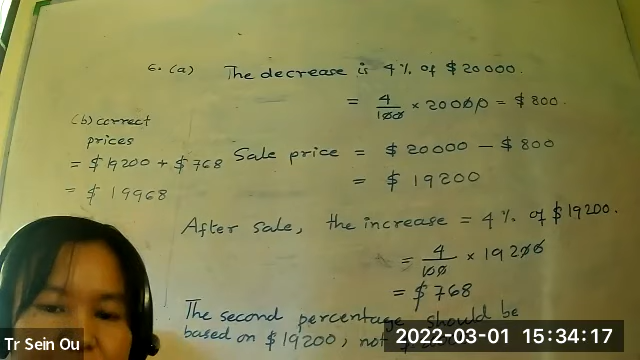 6. (a) The decrease is 4% of $20000.
= 4/100 × 20000 = $800.
Sale price = $20000 - $800
= $19200
(b) correct
prices
= $19200 + $768
= $19968
After sale, the increase = 4% of $19200.
= 4/100 × 19200
= $768
The second percentage should be
based on $19200, not
Tr Sein Ou
2022-03-01 15:34:17